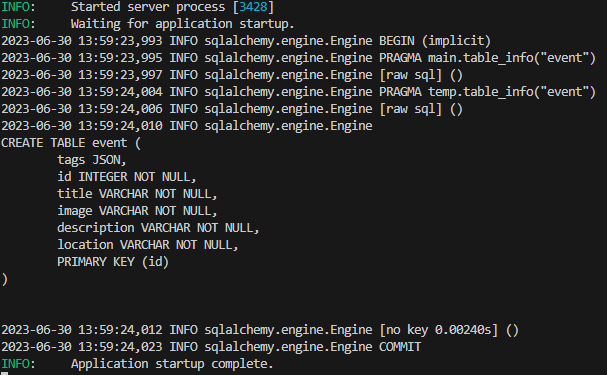 INFO:     Started server process [3428]
INFO:     Waiting for application startup.
2023-06-30 13:59:23,993 INFO sqlalchemy.engine.Engine BEGIN (implicit)
2023-06-30 13:59:23,995 INFO sqlalchemy.engine.Engine PRAGMA main.table_info("event")
2023-06-30 13:59:23,997 INFO sqlalchemy.engine.Engine [raw sql] ()
2023-06-30 13:59:24,004 INFO sqlalchemy.engine.Engine PRAGMA temp.table_info("event")
2023-06-30 13:59:24,006 INFO sqlalchemy.engine.Engine [raw sql] ()
2023-06-30 13:59:24,010 INFO sqlalchemy.engine.Engine
CREATE TABLE event (
        tags JSON,
        id INTEGER NOT NULL,
        title VARCHAR NOT NULL,
        image VARCHAR NOT NULL,
        description VARCHAR NOT NULL,
        location VARCHAR NOT NULL,
        PRIMARY KEY (id)
)
2023-06-30 13:59:24,012 INFO sqlalchemy.engine.Engine [no key 0.00240s] ()
2023-06-30 13:59:24,023 INFO sqlalchemy.engine.Engine COMMIT
INFO:     Application startup complete.